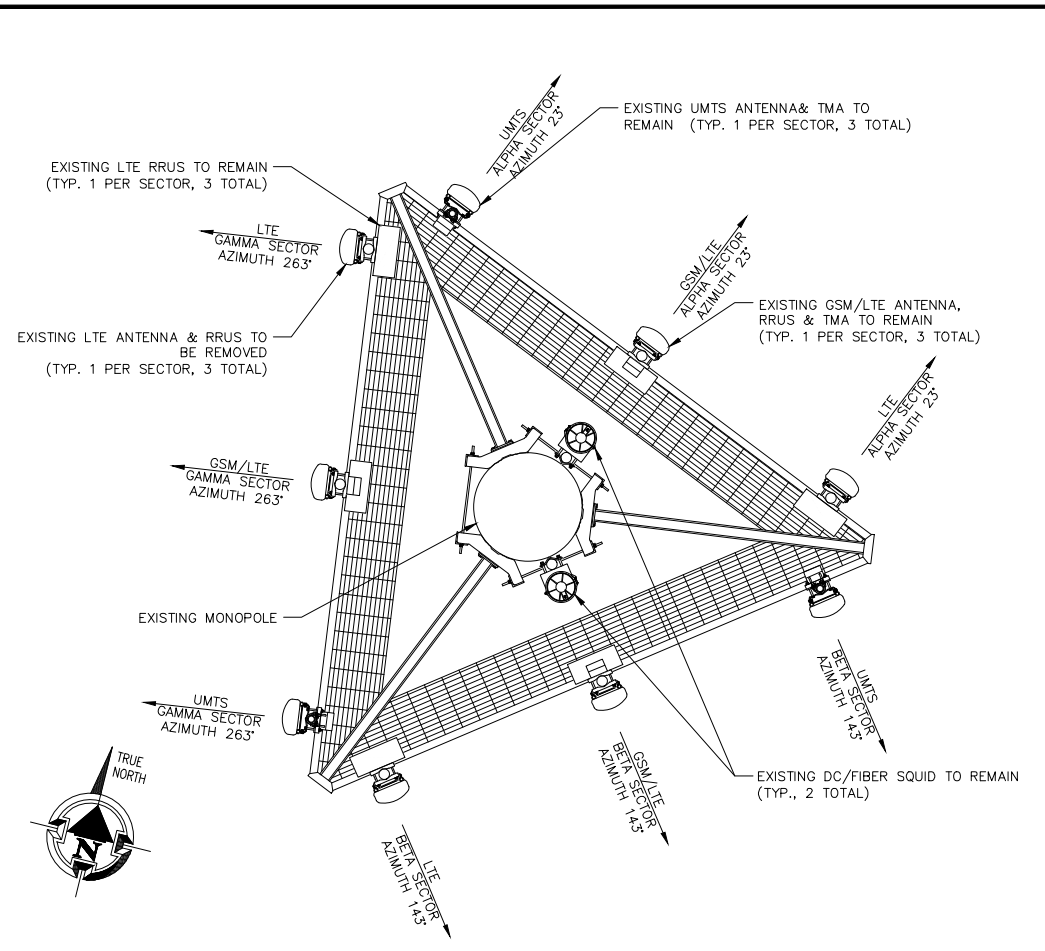 UMTS
ALPHA SECTOR
AZIMUTH 23°
EXISTING UMTS ANTENNA& TMA TO
REMAIN (TYP. 1 PER SECTOR, 3 TOTAL)
EXISTING LTE RRUS TO REMAIN
(TYP. 1 PER SECTOR, 3 TOTAL)
LTE
GAMMA SECTOR
AZIMUTH 263°
GSM/LTE
ALPHA SECTOR
AZIMUTH 23°
EXISTING GSM/LTE ANTENNA,
RRUS & TMA TO REMAIN
(TYP. 1 PER SECTOR, 3 TOTAL)
EXISTING LTE ANTENNA & RRUS TO
BE REMOVED
(TYP. 1 PER SECTOR, 3 TOTAL)
LTE
ALPHA SECTOR
AZIMUTH 23°
GSM/LTE
GAMMA SECTOR
AZIMUTH 263°
EXISTING MONOPOLE
UMTS
GAMMA SECTOR
AZIMUTH 263°
UMTS
BETA SECTOR
AZIMUTH 143°
GSM/LTE
BETA SECTOR
AZIMUTH 143°
EXISTING DC/FIBER SQUID TO REMAIN
(TYP., 2 TOTAL)
TRUE
NORTH
N
LTE
BETA SECTOR
AZIMUTH 143°